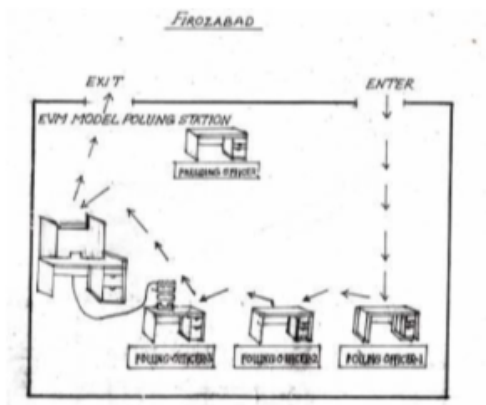 FIROZABAD
EXIT
ENTER
EVM MODEL POLLING STATION
PRESIDING OFFICER
POLLING OFFICER-3
POLLING OFFICER-2
POLLING OFFICER-1